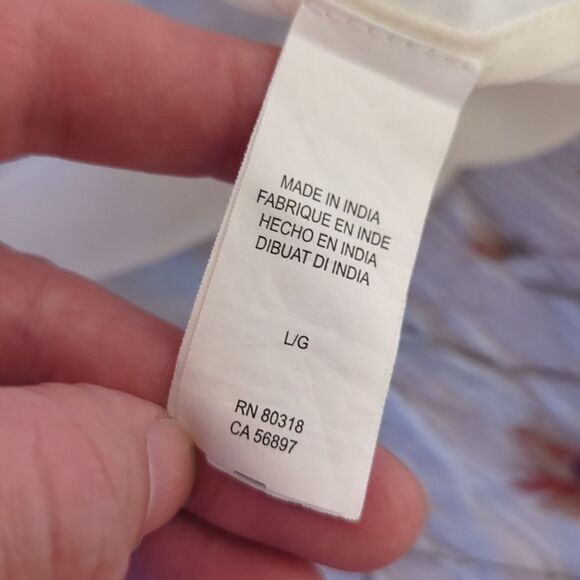 MADE IN INDIA
FABRIQUE EN INDE
HECHO EN INDIA
DIBUAT DI INDIA
L/G
RN 80318
CA 56897